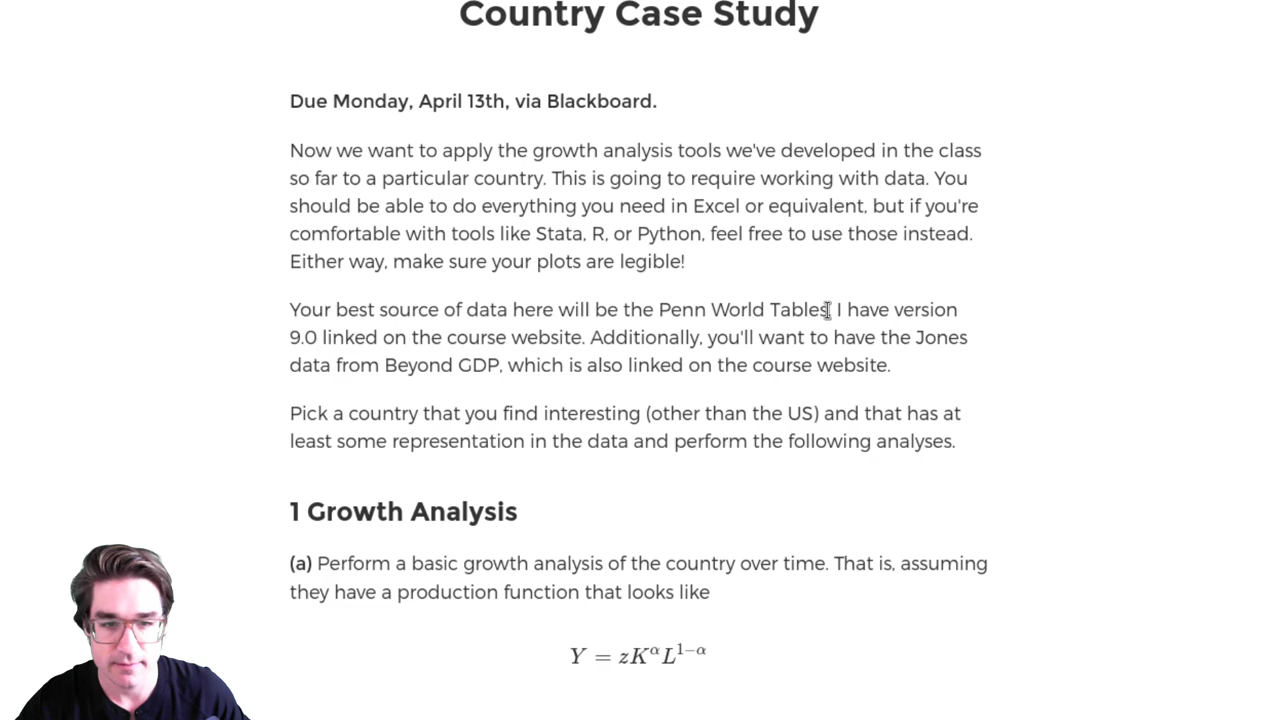 Country Case Study
Due Monday, April 13th, via Blackboard.
Now we want to apply the growth analysis tools we've developed in the class
so far to a particular country. This is going to require working with data. You
should be able to do everything you need in Excel or equivalent, but if you're
comfortable with tools like Stata, R, or Python, feel free to use those instead.
Either way, make sure your plots are legible!
Your best source of data here will be the Penn World Tables. I have version
9.0 linked on the course website. Additionally, you'll want to have the Jones
data from Beyond GDP, which is also linked on the course website.
Pick a country that you find interesting (other than the US) and that has at
least some representation in the data and perform the following analyses.
1 Growth Analysis
(a) Perform a basic growth analysis of the country over time. That is, assuming
they have a production function that looks like
Y = zK^α L^{1−α}